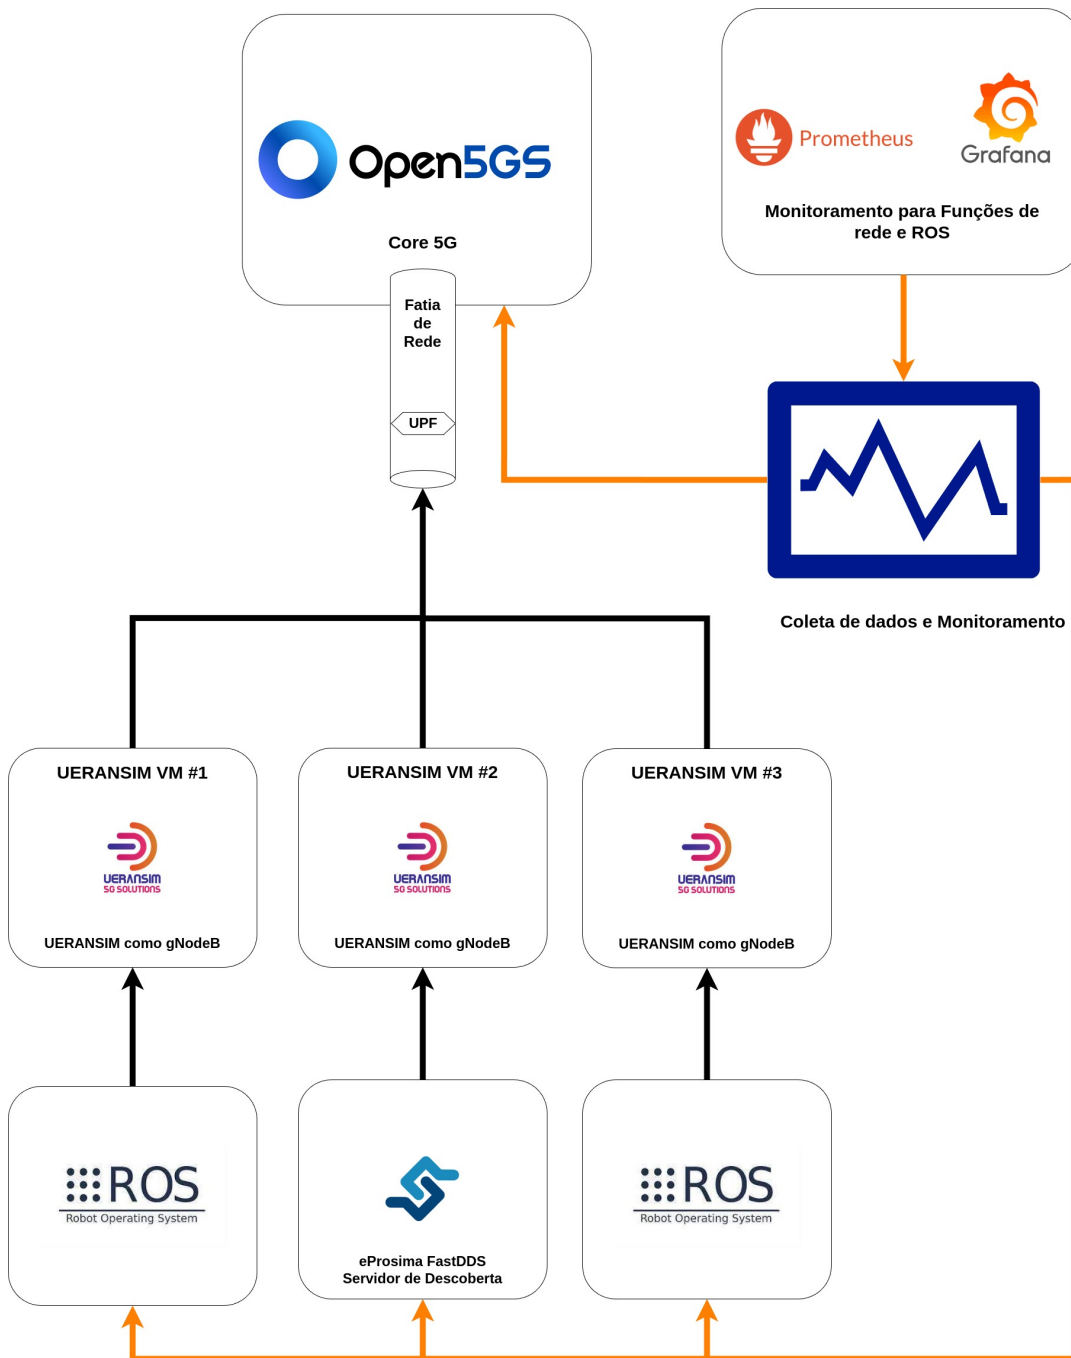 Open5GS
Core 5G
Fatia
de
Rede
UPF
Prometheus
Grafana
Monitoramento para Funções de
rede e ROS
Coleta de dados e Monitoramento
UERANSIM VM #1
UERANSIM
5G SOLUTIONS
UERANSIM como gNodeB
UERANSIM VM #2
UERANSIM
5G SOLUTIONS
UERANSIM como gNodeB
UERANSIM VM #3
UERANSIM
5G SOLUTIONS
UERANSIM como gNodeB
ROS
Robot Operating System
eProsima FastDDS
Servidor de Descoberta
ROS
Robot Operating System